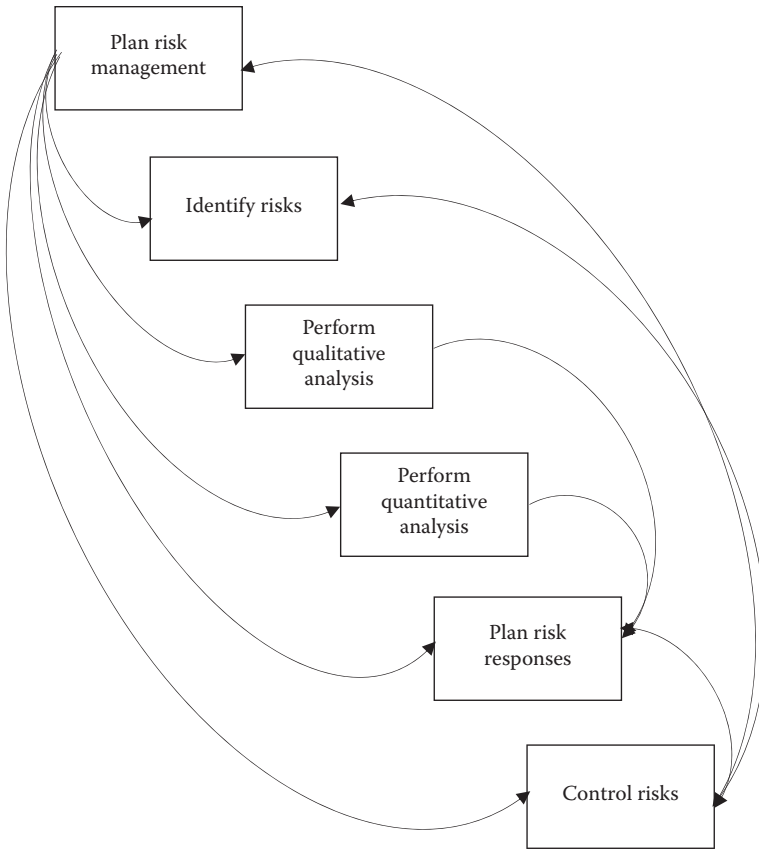 Plan risk
management
Identify risks
Perform
qualitative
analysis
Perform
quantitative
analysis
Plan risk
responses
Control risks